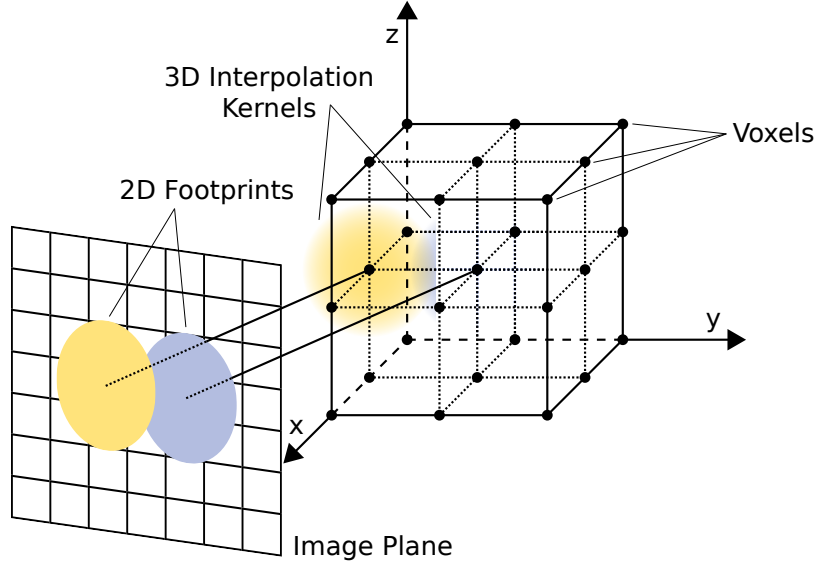 z
3D Interpolation
Kernels
Voxels
2D Footprints
y
x
Image Plane